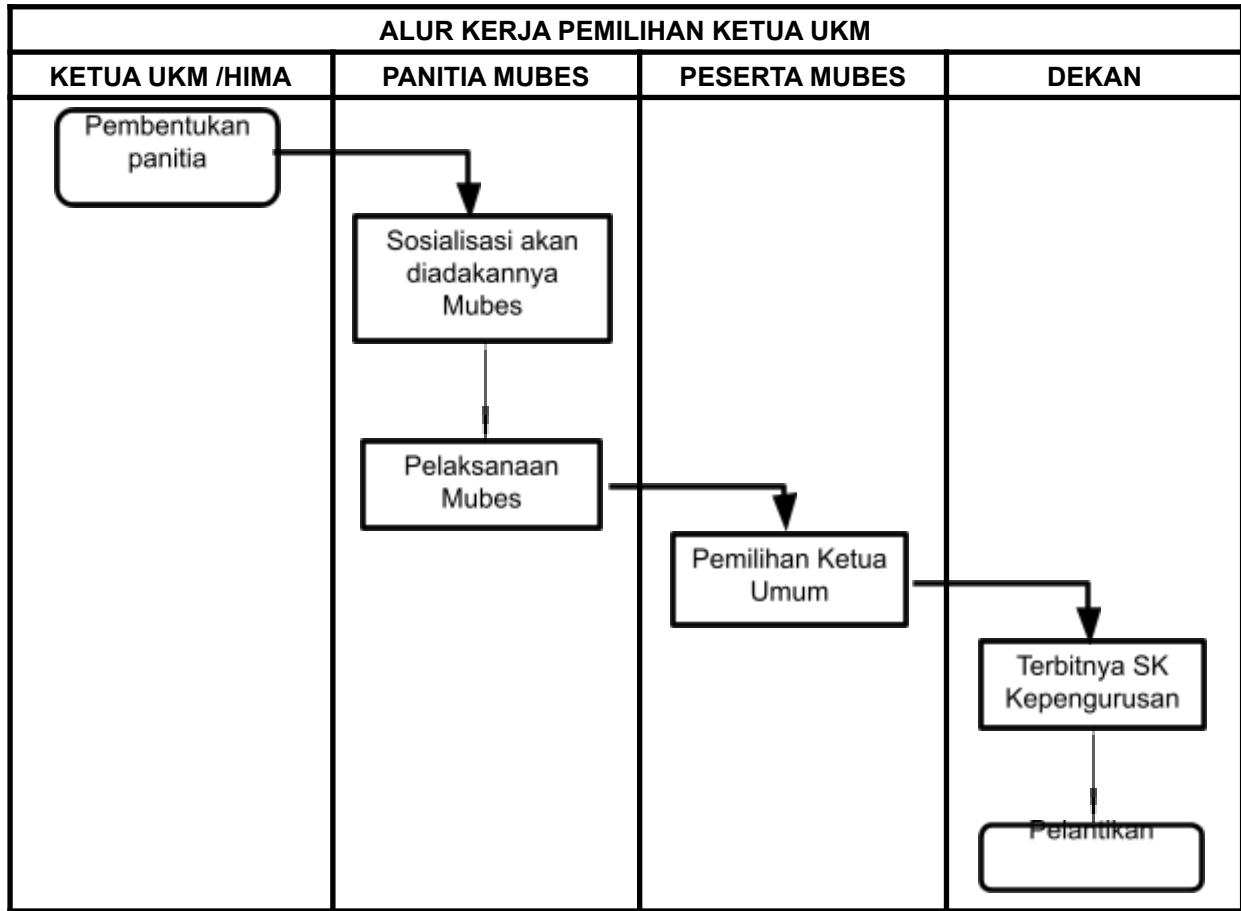 ALUR KERJA PEMILIHAN KETUA UKM
KETUA UKM /HIMA
PANITIA MUBES
PESERTA MUBES
DEKAN
Pembentukan
panitia
Sosialisasi akan
diadakannya
Mubes
Pelaksanaan
Mubes
Pemilihan Ketua
Umum
Terbitnya SK
Kepengurusan
Pelantikan